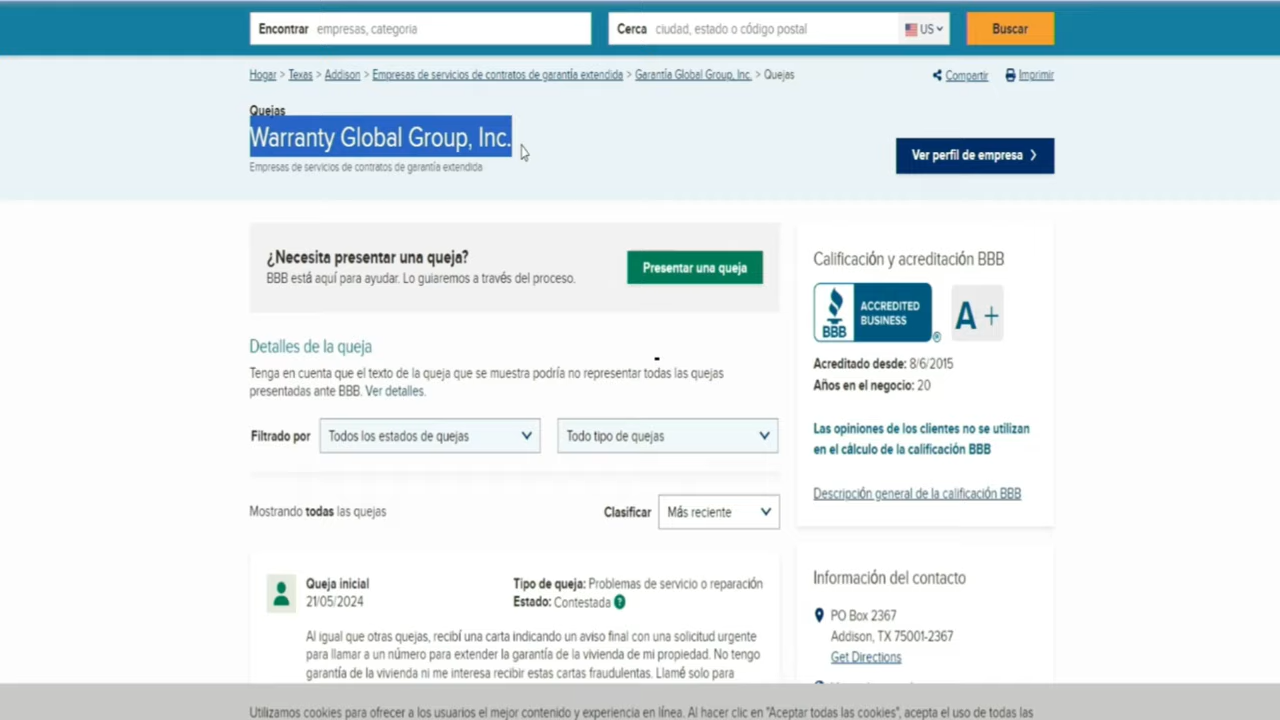 Encontrar empresas, categoria
Cerca ciudad, estado o código postal
US
Buscar
Hogar > Texas > Addison > Empresas de servicios de contratos de garantía extendida > Garantía Global Group, Inc. > Quejas
Compartir
Imprimir
Quejas
Warranty Global Group, Inc.
Empresas de servicios de contratos de garantía extendida
Ver perfil de empresa
¿Necesita presentar una queja?
BBB está aquí para ayudar. Lo guiaremos a través del proceso.
Presentar una queja
Detalles de la queja
Tenga en cuenta que el texto de la queja que se muestra podría no representar todas las quejas
presentadas ante BBB. Ver detalles.
Filtrado por
Todos los estados de quejas
Todo tipo de quejas
Mostrando todas las quejas
Clasificar
Más reciente
Queja inicial
21/05/2024
Tipo de queja: Problemas de servicio o reparación
Estado: Contestada ?
Al igual que otras quejas, recibí una carta indicando un aviso final con una solicitud urgente
para llamar a un número para extender la garantía de la vivienda de mi propiedad. No tengo
garantía de la vivienda ni me interesa recibir estas cartas fraudulentas. Llamé solo para
Calificación y acreditación BBB
BBB
ACCREDITED
BUSINESS
®
A+
Acreditado desde: 8/6/2015
Años en el negocio: 20
Las opiniones de los clientes no se utilizan
en el cálculo de la calificación BBB
Descripción general de la calificación BBB
Información del contacto
PO Box 2367
Addison, TX 75001-2367
Get Directions
Utilizamos cookies para ofrecer a los usuarios el mejor contenido y experiencia en línea. Al hacer clic en "Aceptar todas las cookies", acepta el uso de todas las